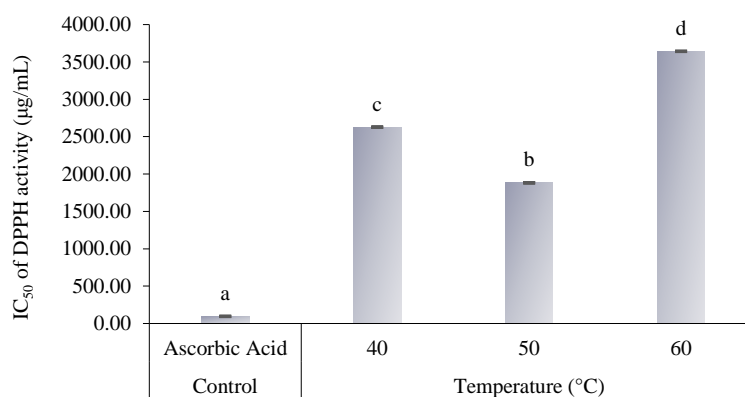 IC50 of DPPH activity (µg/mL)
4000.00
3500.00
3000.00
2500.00
2000.00
1500.00
1000.00
500.00
0.00
a
c
b
d
Ascorbic Acid
40
50
60
Control
Temperature (°C)